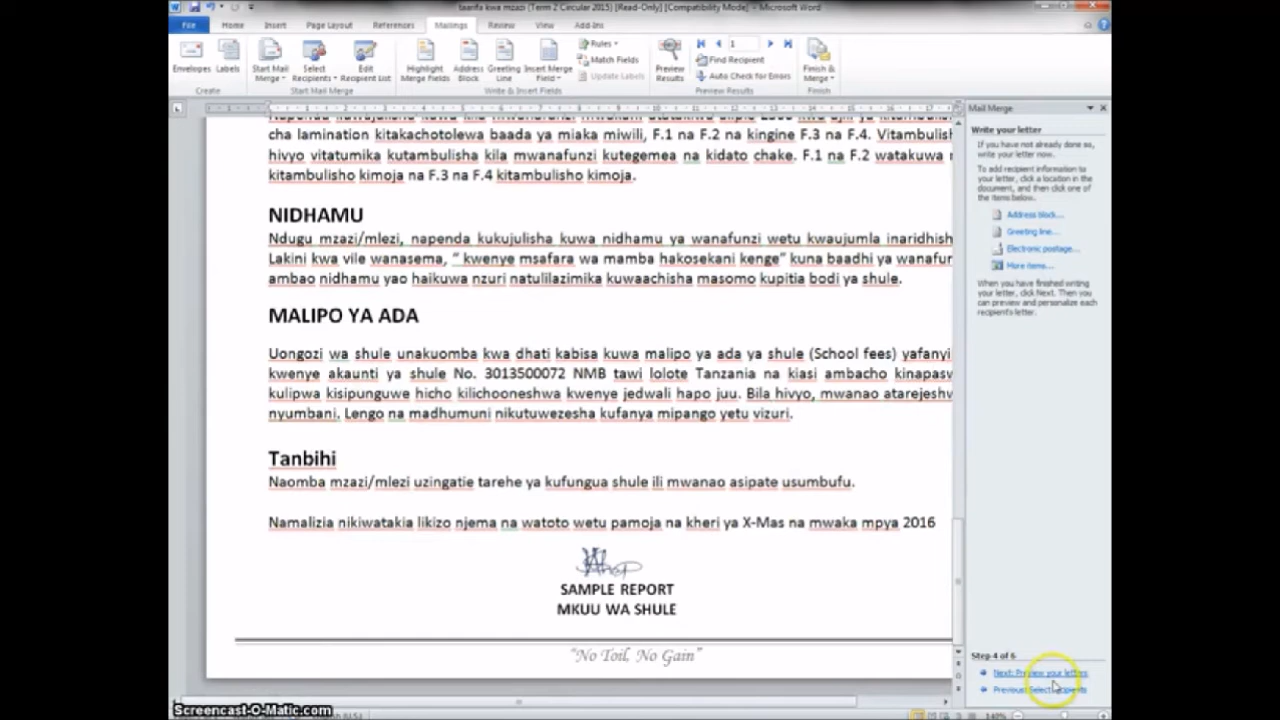 taarifa kwa mzazi (Term 2 Circular 2015) [Read-Only] [Compatibility Mode] - Microsoft Word
File Home Insert Page Layout References Mailings Review View Add-Ins
Envelopes Labels Start Mail Merge Select Recipients Edit Recipient List Highlight Merge Fields Address Block Greeting Line Insert Merge Field Rules Match Fields Update Labels Preview Results 1 Find Recipient Auto Check for Errors Finish & Merge
Create Start Mail Merge Write & Insert Fields Preview Results Finish
cha lamination kitakachotolewa baada ya miaka miwili, F.1 na F.2 na kingine F.3 na F.4. Vitambulish
hivyo vitatumika kutambulisha kila mwanafunzi kutegemea na kidato chake. F.1 na F.2 watakuwa
kitambulisho kimoja na F.3 na F.4 kitambulisho kimoja.
NIDHAMU
Ndugu mzazi/mlezi, napenda kukujulisha kuwa nidhamu ya wanafunzi wetu kwaujumla inaridhish
Lakini kwa vile wanasema, " kwenye msafara wa mamba hakosekani kenge" kuna baadhi ya wanafun
ambao nidhamu yao haikuwa nzuri natulilazimika kuwaachisha masomo kupitia bodi ya shule.
MALIPO YA ADA
Uongozi wa shule unakuomba kwa dhati kabisa kuwa malipo ya ada ya shule (School fees) yafanyi
kwenye akaunti ya shule No. 3013500072 NMB tawi lolote Tanzania na kiasi ambacho kinapasw
kulipwa kisipunguwe hicho kilichooneshwa kwenye jedwali hapo juu. Bila hivyo, mwanao atarejeshw
nyumbani. Lengo na madhumuni nikutuwezesha kufanya mipango yetu vizuri.
Tanbihi
Naomba mzazi/mlezi uzingatie tarehe ya kufungua shule ili mwanao asipate usumbufu.
Namalizia nikiwatakia likizo njema na watoto wetu pamoja na kheri ya X-Mas na mwaka mpya 2016
SAMPLE REPORT
MKUU WA SHULE
"No Toil, No Gain"
Mail Merge
Write your letter
If you have not already done so,
write your letter now.
To add recipient information to
your letter, click a location in the
document, and then click one of
the items below.
Address block...
Greeting line...
Electronic postage...
More items...
When you have finished writing
your letter, click Next. Then you
can preview and personalize each
recipient's letter.
Step 4 of 6
Next: Preview your letters
Previous: Select recipients
140%
Screencast-O-Matic.com